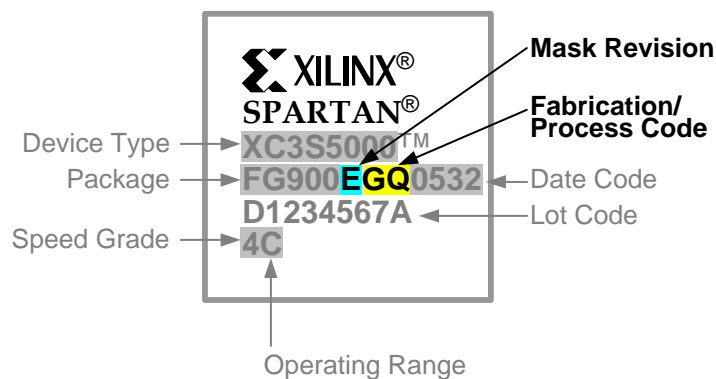 Mask Revision
XILINX®
SPARTAN®
Fabrication/
Process Code
Device Type
XC3S5000™
Package
FG900EGQ0532
Date Code
D1234567A
Lot Code
Speed Grade
4C
Operating Range